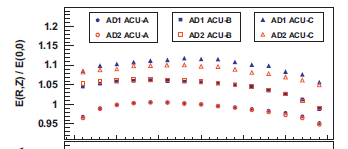 AD1 ACU-A AD1 ACU-B AD1 ACU-C
AD2 ACU-A AD2 ACU-B AD2 ACU-C
E(R,Z) / E(0,0)
1.2
1.15
1.1
1.05
1
0.95